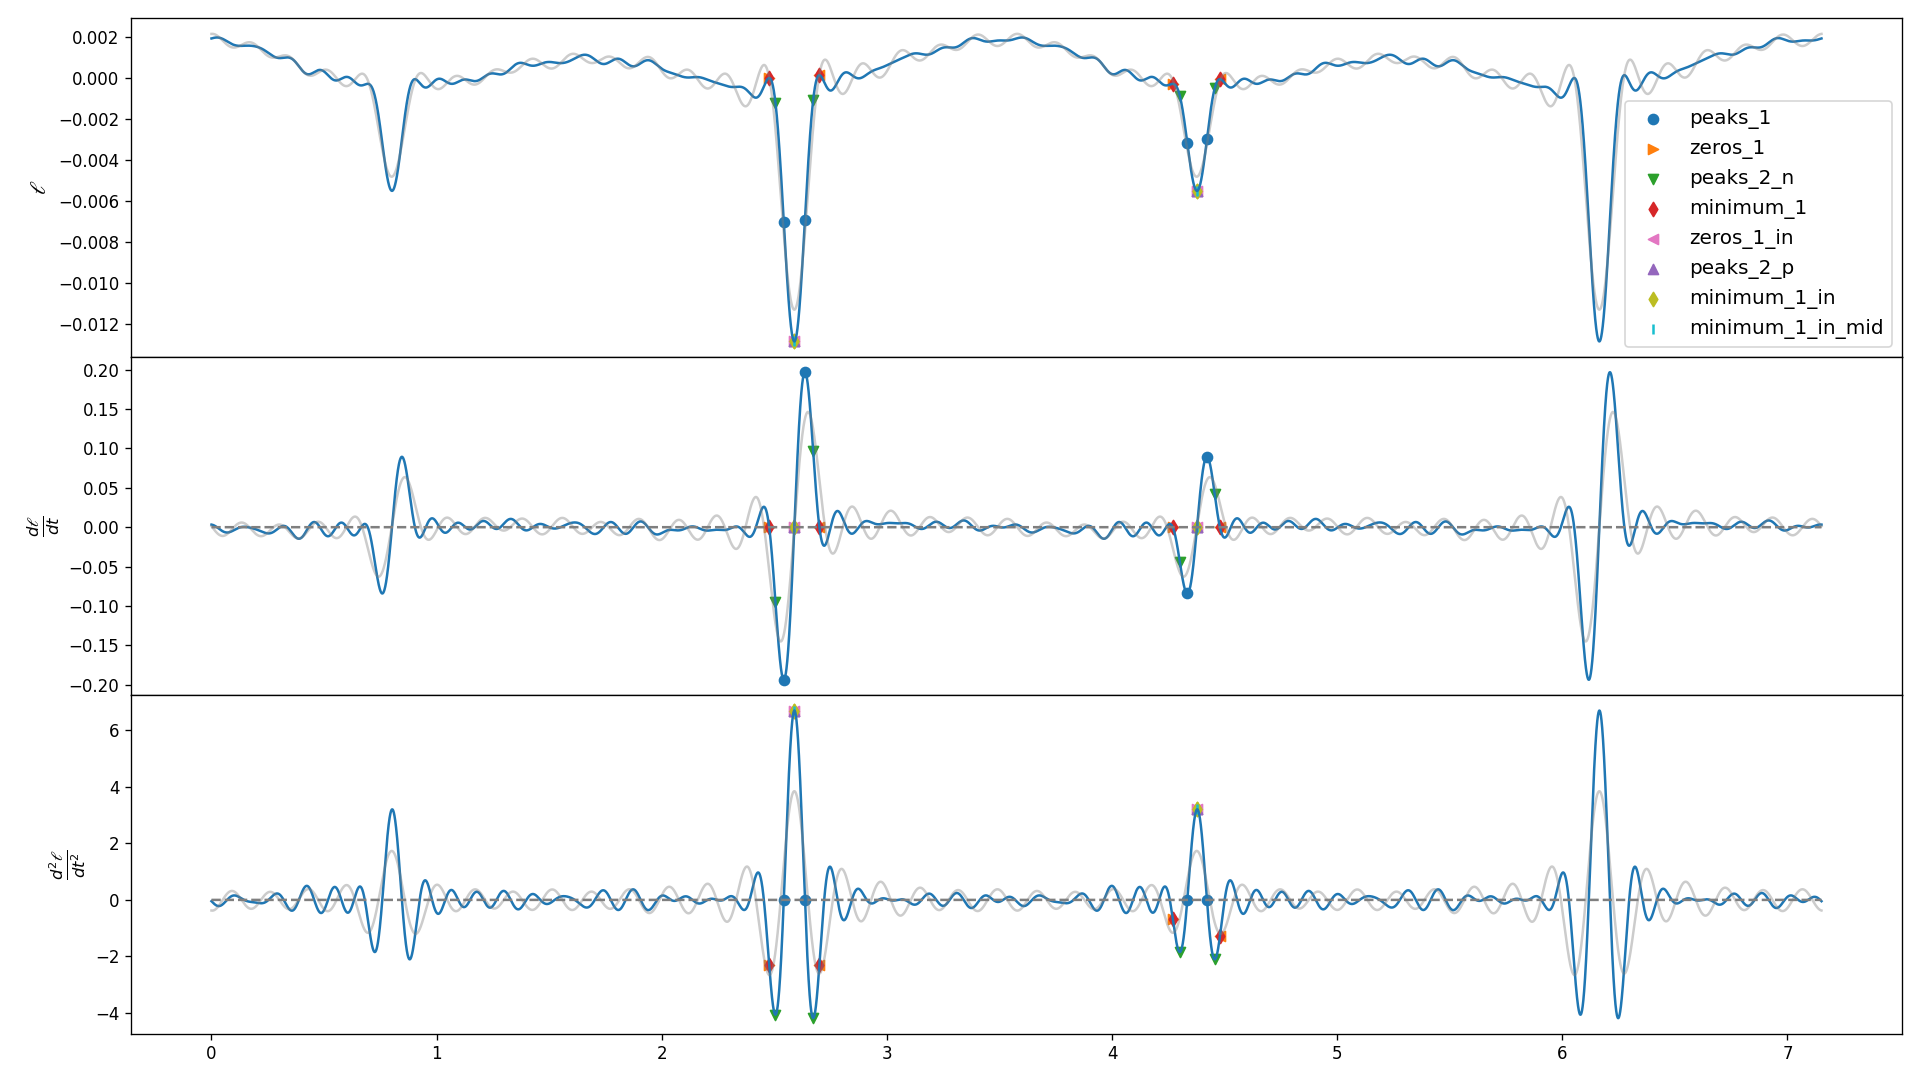 0.002
0.000
−0.002
−0.004
−0.006
−0.008
−0.010
−0.012
ℓ
peaks_1
zeros_1
peaks_2_n
minimum_1
zeros_1_in
peaks_2_p
minimum_1_in
minimum_1_in_mid
0.20
0.15
0.10
0.05
0.00
−0.05
−0.10
−0.15
−0.20
dℓ
dt
6
4
2
0
−2
−4
d²ℓ
dt²
0 1 2 3 4 5 6 7